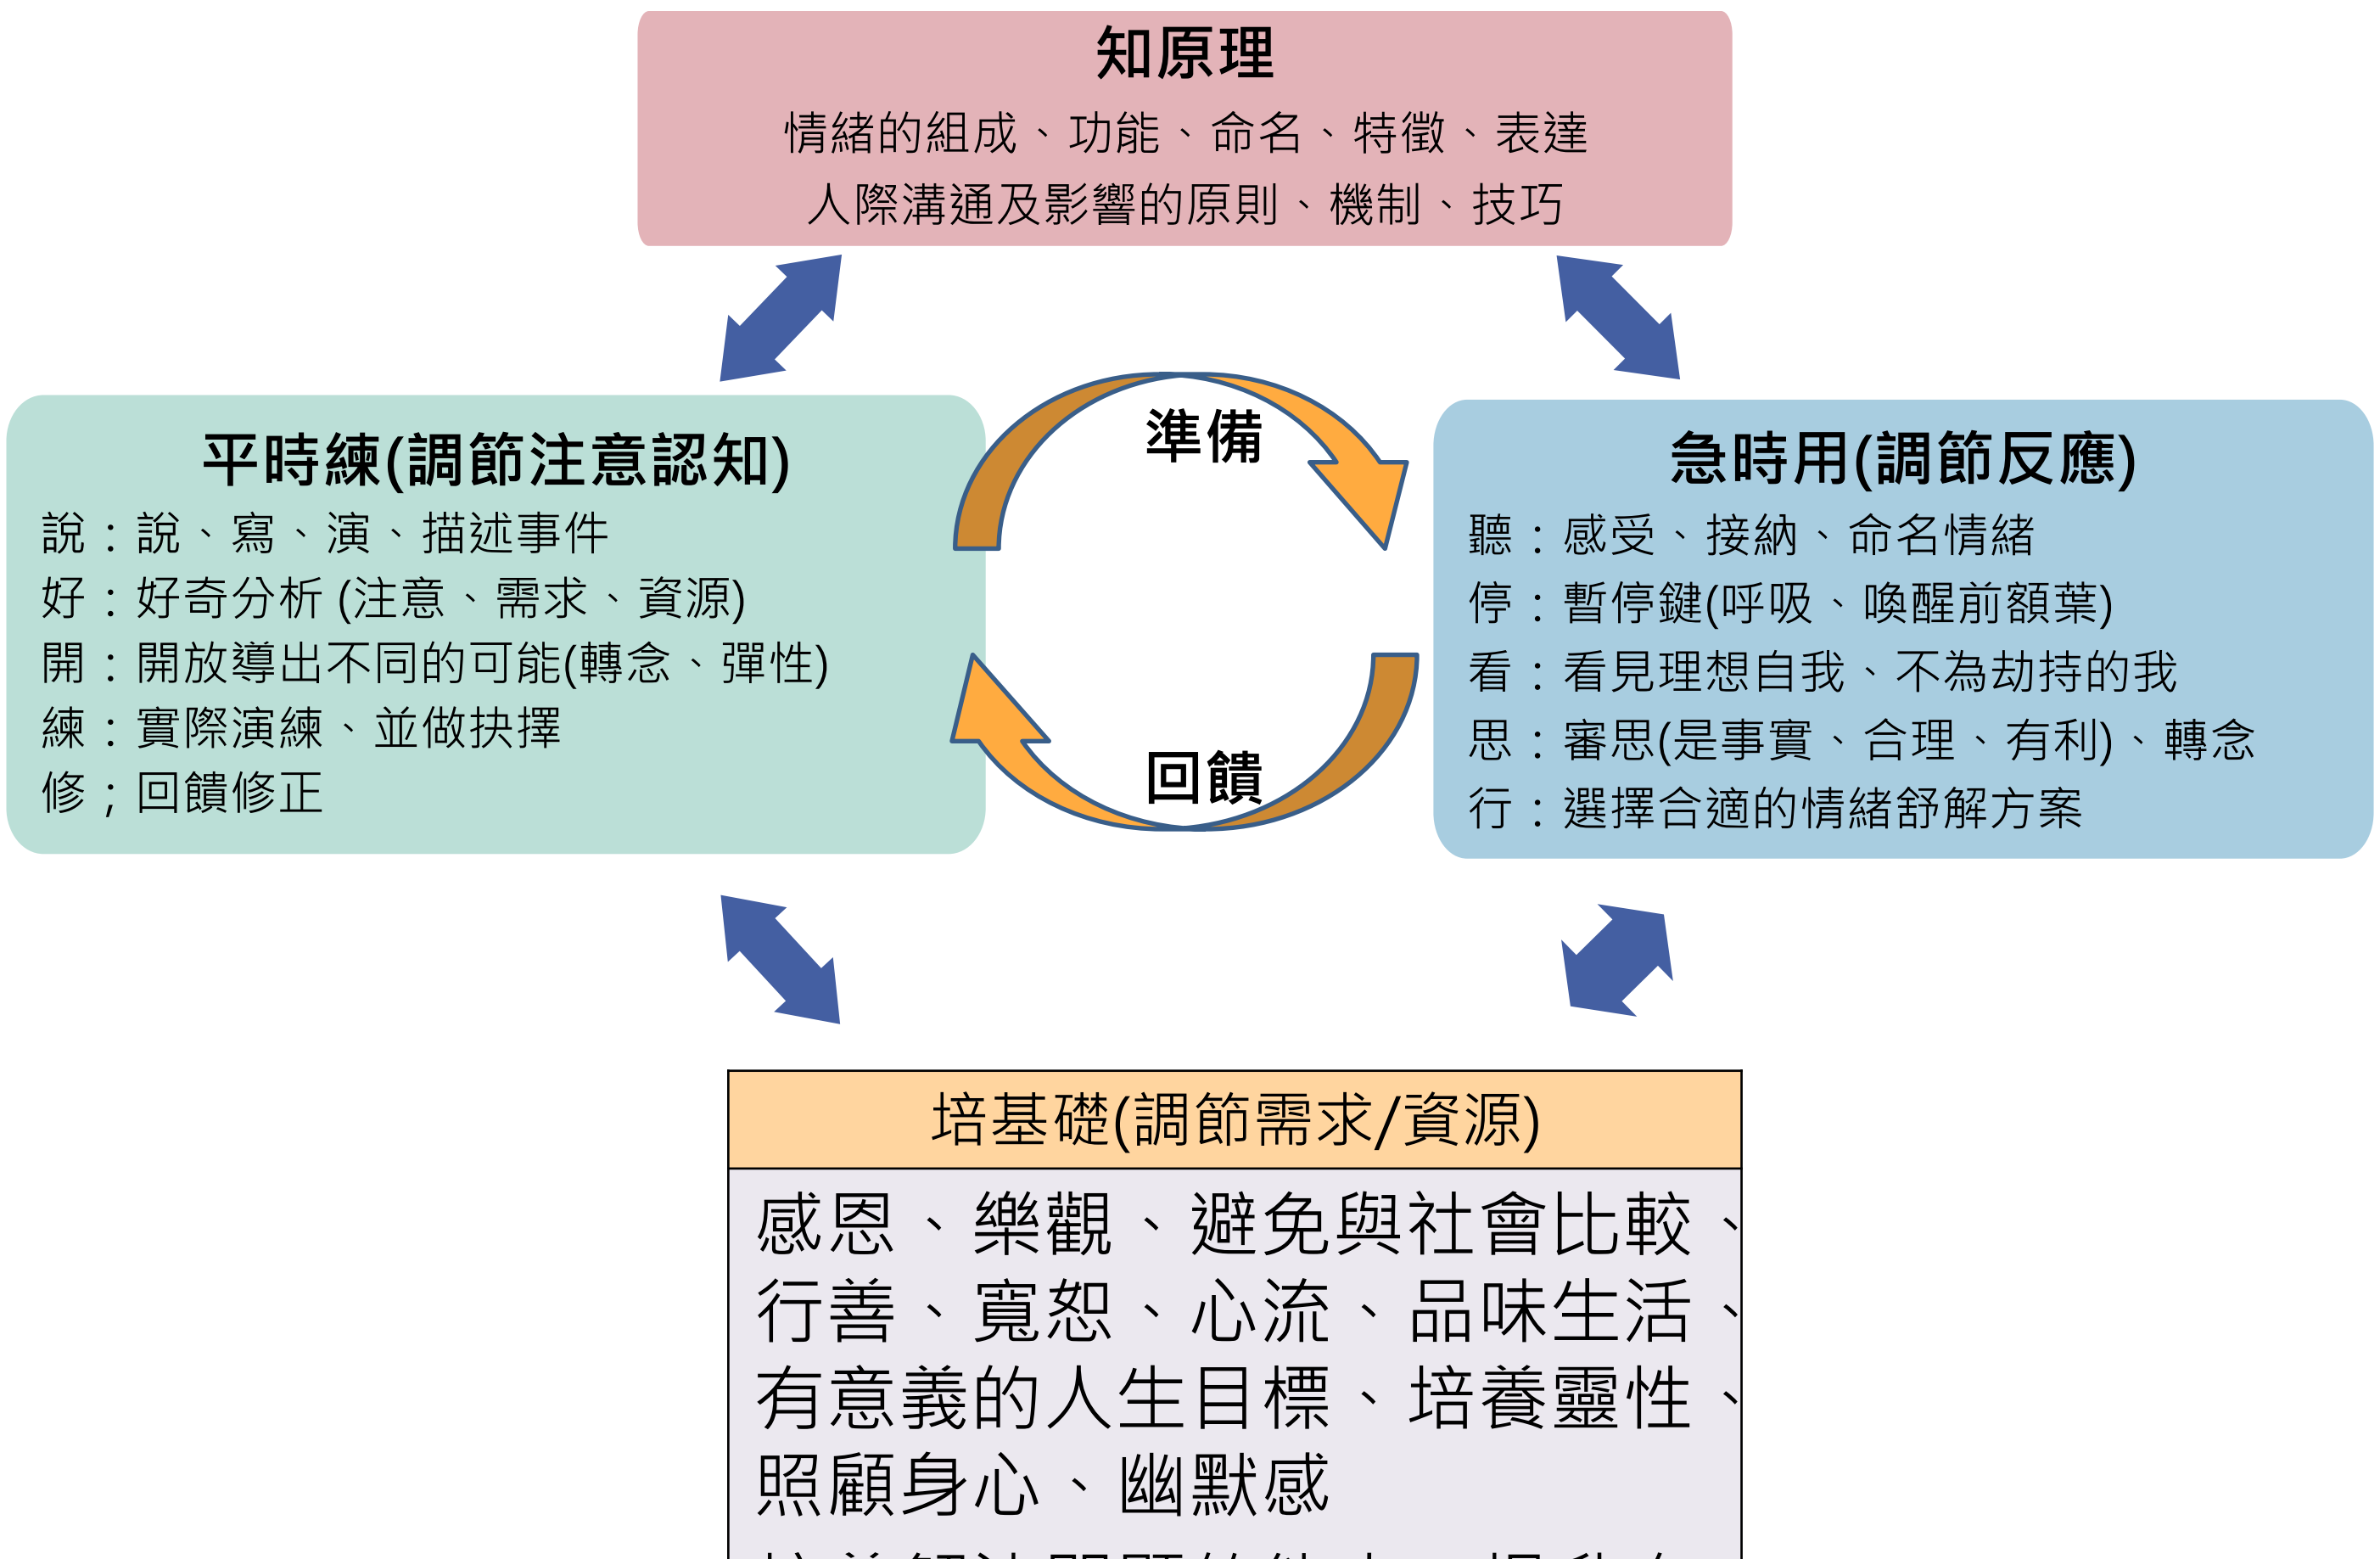 知原理
情緒的組成、功能、命名、特徵、表達
人際溝通及影響的原則、機制、技巧
平時練(調節注意認知)
說：說、寫、演、描述事件
好：好奇分析 (注意、需求、資源)
開：開放導出不同的可能(轉念、彈性)
練：實際演練、並做抉擇
修；回饋修正
準備
回饋
急時用(調節反應)
聽：感受、接納、命名情緒
停：暫停鍵(呼吸、喚醒前額葉)
看：看見理想自我、不為劫持的我
思：審思(是事實、合理、有利)、轉念
行：選擇合適的情緒舒解方案
培基礎(調節需求/資源)
感恩、樂觀、避免與社會比較、
行善、寬恕、心流、品味生活、
有意義的人生目標、培養靈性、
照顧身心、幽默感